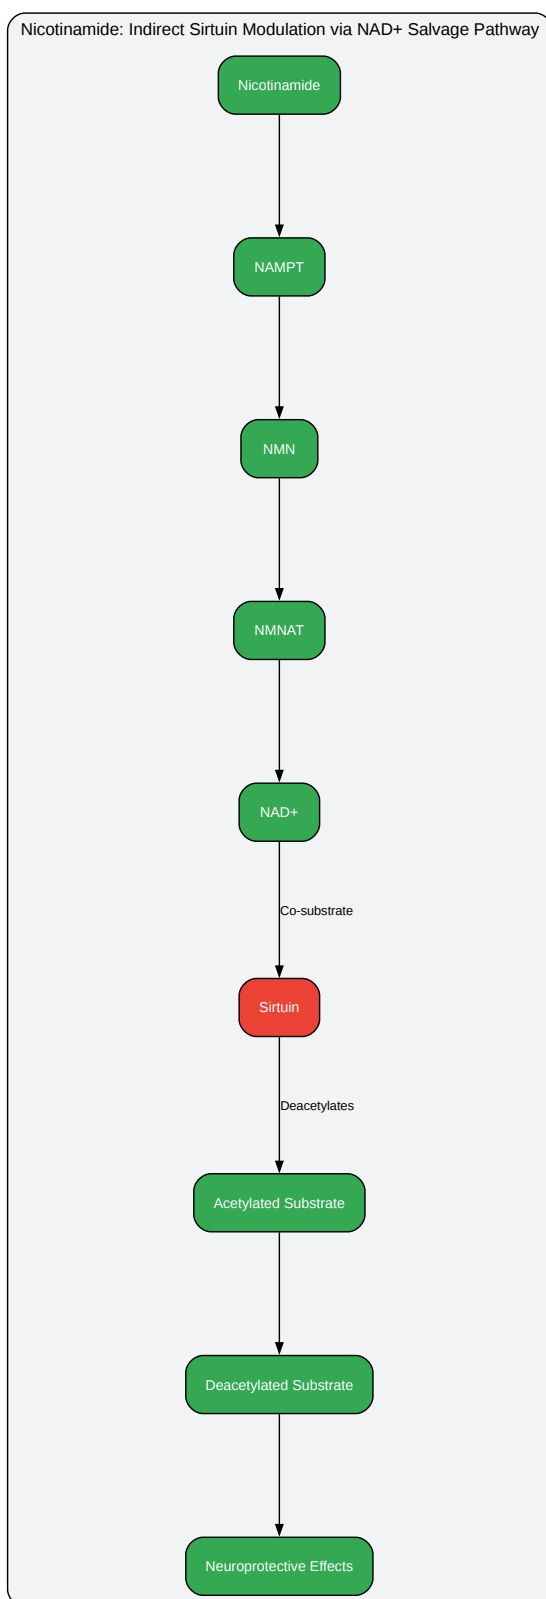 Nicotinamide: Indirect Sirtuin Modulation via NAD+ Salvage Pathway
Nicotinamide
NAMPT
NMN
NMNAT
NAD+
Co-substrate
Sirtuin
Deacetylates
Acetylated Substrate
Deacetylated Substrate
Neuroprotective Effects